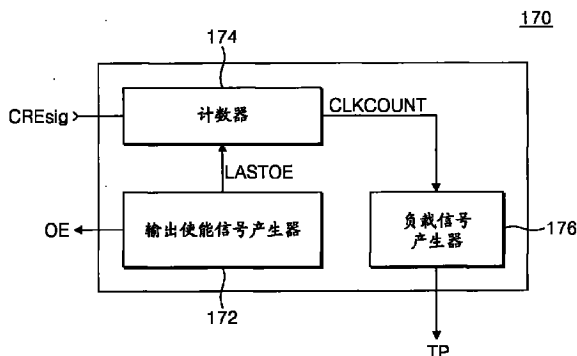 170
174
CREsig
计数器
CLKCOUNT
LASTOE
OE
输出使能信号产生器
负载信号
产生器
176
172
TP